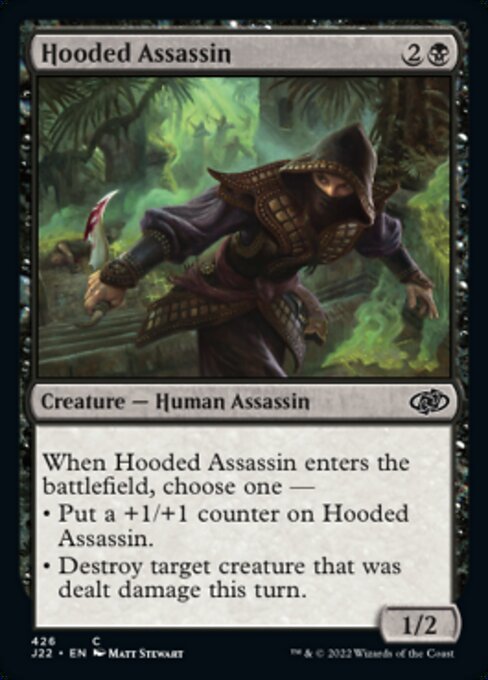 Hooded Assassin 2
Creature — Human Assassin
When Hooded Assassin enters the
battlefield, choose one —
• Put a +1/+1 counter on Hooded
Assassin.
• Destroy target creature that was
dealt damage this turn.
1/2
426 C
J22 • EN Matt Stewart
™ & © 2022 Wizards of the Coast